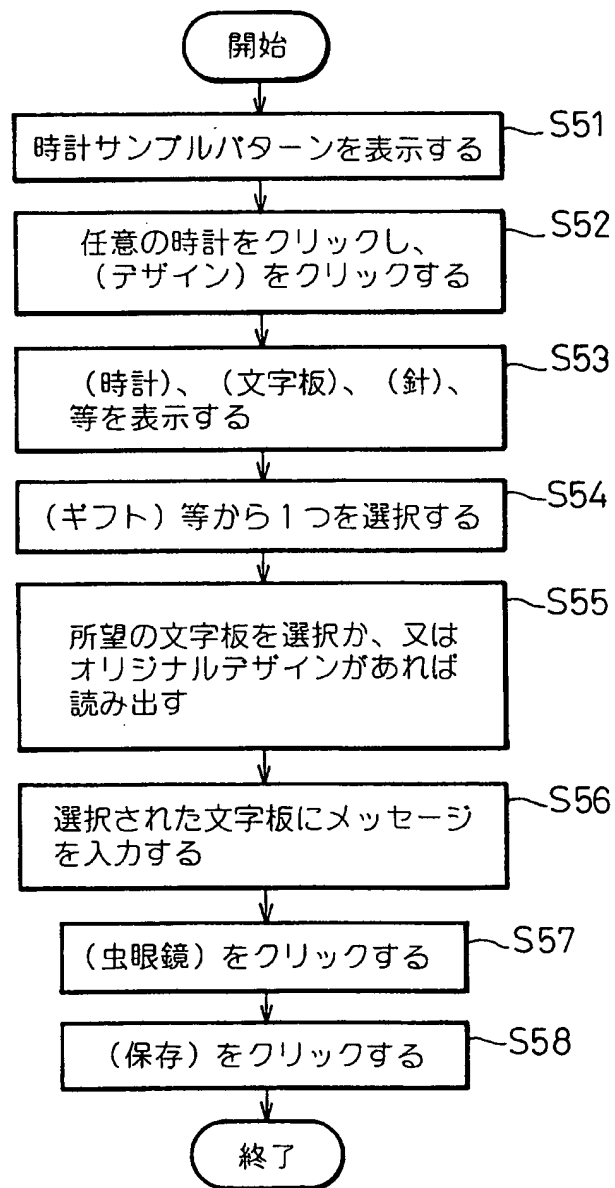 開始
時計サンプルパターンを表示する
S51
任意の時計をクリックし、
(デザイン)をクリックする
S52
(時計)、(文字板)、(針)、
等を表示する
S53
(ギフト)等から1つを選択する
S54
所望の文字板を選択か、又は
オリジナルデザインがあれば
読み出す
S55
選択された文字板にメッセージ
を入力する
S56
(虫眼鏡)をクリックする
S57
(保存)をクリックする
S58
終了